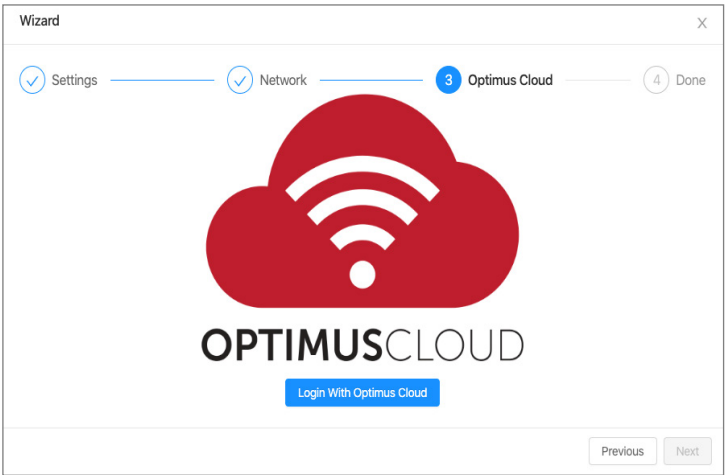 Wizard X
Settings Network 3 Optimus Cloud 4 Done
OPTIMUSCLOUD
Login With Optimus Cloud
Previous Next